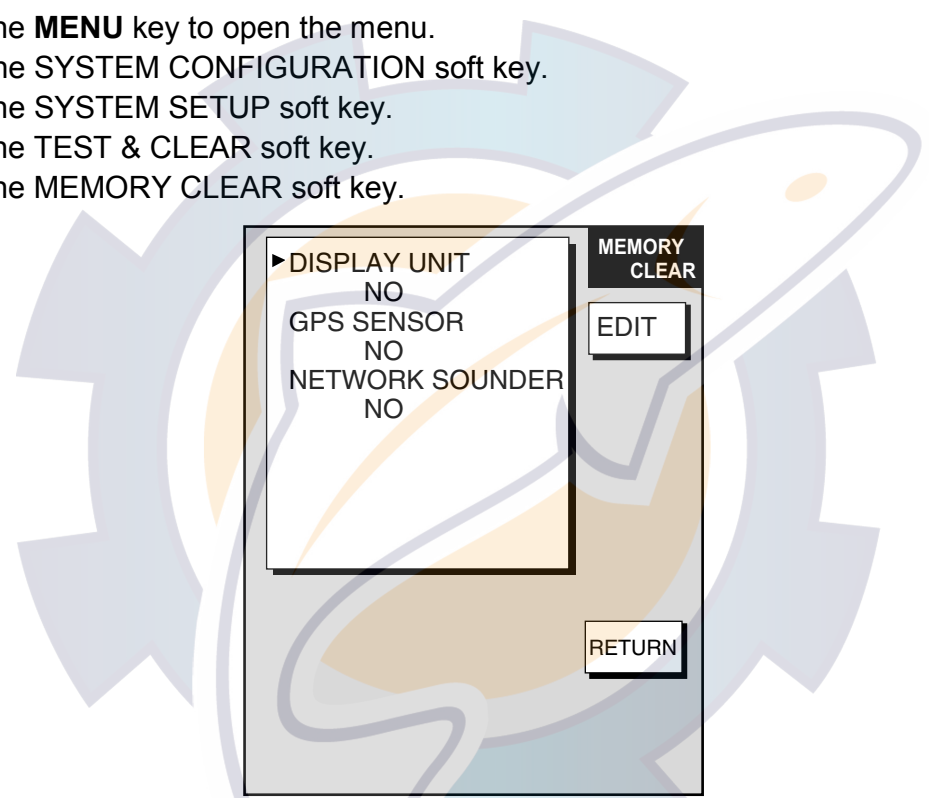 he MENU key to open the menu.
he SYSTEM CONFIGURATION soft key.
he SYSTEM SETUP soft key.
he TEST & CLEAR soft key.
he MEMORY CLEAR soft key.
MEMORY
CLEAR
▶DISPLAY UNIT
NO
GPS SENSOR
NO
NETWORK SOUNDER
NO
EDIT
RETURN